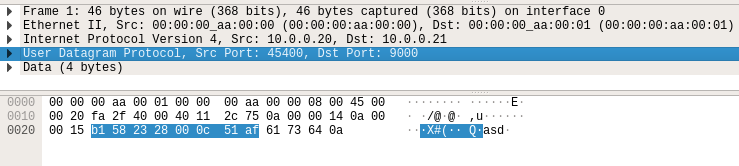 Frame 1: 46 bytes on wire (368 bits), 46 bytes captured (368 bits) on interface 0
Ethernet II, Src: 00:00:00_aa:00:00 (00:00:00:aa:00:00), Dst: 00:00:00_aa:00:01 (00:00:00:aa:00:01)
Internet Protocol Version 4, Src: 10.0.0.20, Dst: 10.0.0.21
User Datagram Protocol, Src Port: 45400, Dst Port: 9000
Data (4 bytes)
0000 00 00 00 aa 00 01 00 00 00 aa 00 00 08 00 45 00 ········ ······E·
0010 00 20 fa 2f 40 00 40 11 2c 75 0a 00 00 14 0a 00 · ·/@·@· ,u······
0020 00 15 b1 58 23 28 00 0c 51 af 61 73 64 0a ···X#(·· Q·asd·